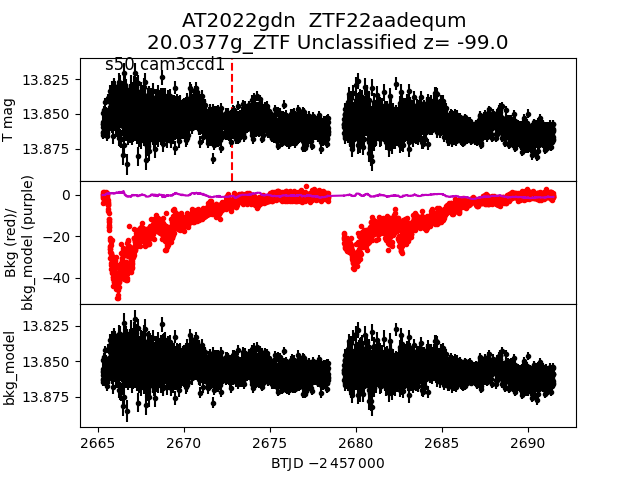 AT2022gdn  ZTF22aadequm
20.0377g_ZTF Unclassified z= -99.0
s50 cam3ccd1
T mag
13.825
13.850
13.875
Bkg (red)/
bkg_model (purple)
0
−20
−40
bkg_model
13.825
13.850
13.875
2665 2670 2675 2680 2685 2690
BTJD −2 457 000